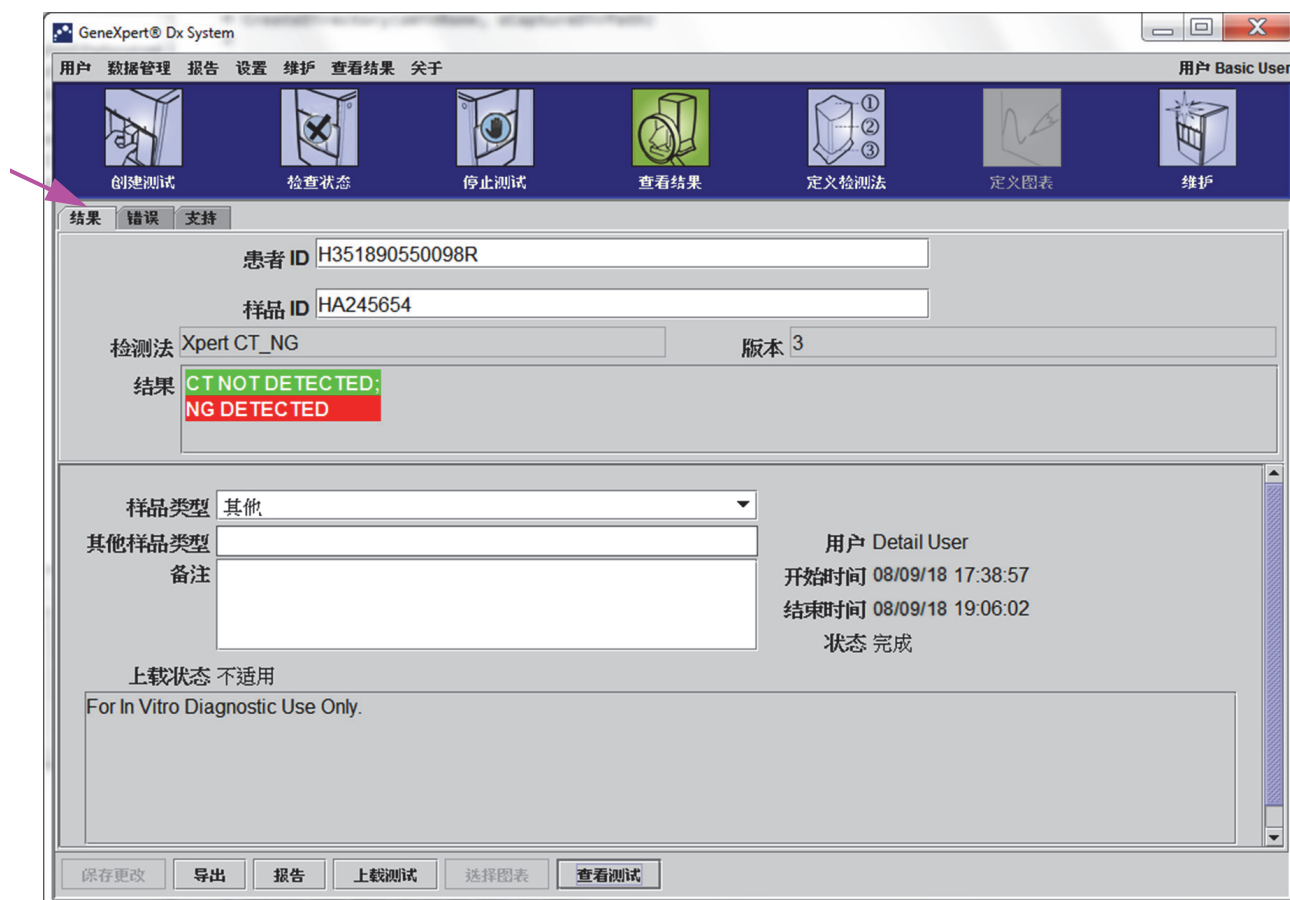 GeneXpert® Dx System
用户 数据管理 报告 设置 维护 查看结果 关于 用户 Basic User
① ② ③
创建测试 检查状态 停止测试 查看结果 定义检测法 定义图表 维护
结果 错误 支持
患者 ID H351890550098R
样品 ID HA245654
检测法 Xpert CT_NG 版本 3
结果 CT NOT DETECTED;
NG DETECTED
样品类型 其他
其他样品类型 用户 Detail User
备注 开始时间 08/09/18 17:38:57
结束时间 08/09/18 19:06:02
状态 完成
上载状态 不适用
For In Vitro Diagnostic Use Only.
保存更改 导出 报告 上载测试 选择图表 查看测试